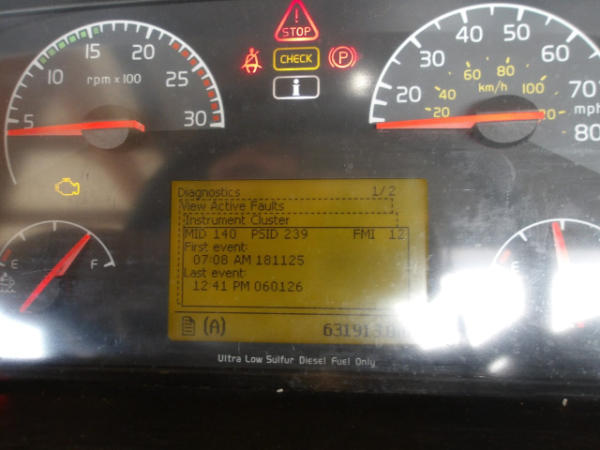 STOP
CHECK
P
i
5
10
15
20
25
30
rpm x100
20
30
40
50
60
70
80
mph
20
40
60
80
100
km/h
Diagnostics 1/2
View Active Faults
Instrument Cluster
MID 140 PSID 239 FMI 12
First event:
07:08 AM 181125
Last event:
12:41 PM 060126
(A)
E
F
E
Ultra Low Sulfur Diesel Fuel Only